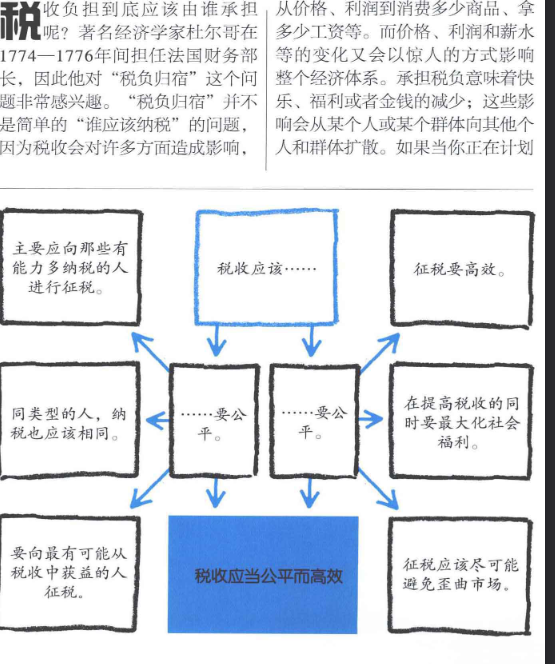 税收负担到底应该由谁承担
呢？著名经济学家杜尔哥在
1774—1776年间担任法国财务部
长，因此他对“税负归宿”这个问
题非常感兴趣。“税负归宿”并不
是简单的“谁应该纳税”的问题，
因为税收会对许多方面造成影响，
从价格、利润到消费多少商品、拿
多少工资等。而价格、利润和薪水
等的变化又会以惊人的方式影响
整个经济体系。承担税负意味着快
乐、福利或者金钱的减少；这些影
响会从某个人或某个群体向其他个
人和群体扩散。如果当你正在计划
主要应向那些有
能力多纳税的人
进行征税。
税收应该……
征税要高效。
同类型的人，纳
税也应该相同。
……要公
平。
……要公
平。
在提高税收的同
时要最大化社会
福利。
要向最有可能从
税收中获益的人
征税。
税收应当公平而高效
征税应该尽可能
避免歪曲市场。